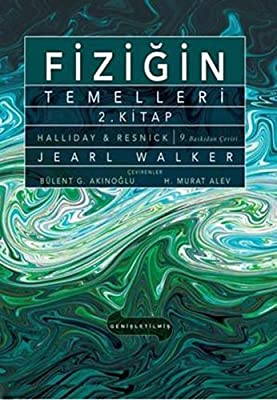 FİZİĞİN
TEMELLERİ
2. KİTAP
HALLIDAY & RESNICK | 9. Baskıdan Çeviri
JEARL WALKER
ÇEVİRENLER
BÜLENT G. AKINOĞLU H. MURAT ALEV
GENİŞLETİLMİŞ